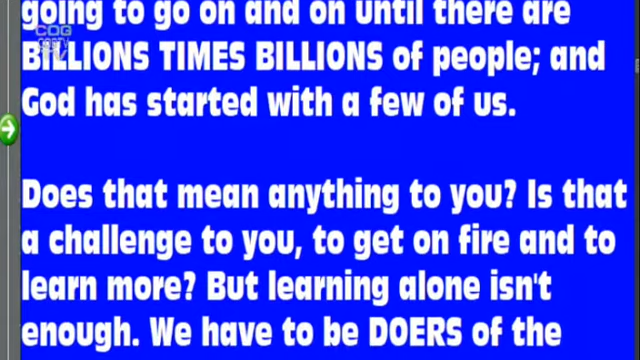 going to go on and on until there are
BILLIONS TIMES BILLIONS of people; and
God has started with a few of us.
Does that mean anything to you? Is that
a challenge to you, to get on fire and to
learn more? But learning alone isn't
enough. We have to be DOERS of the